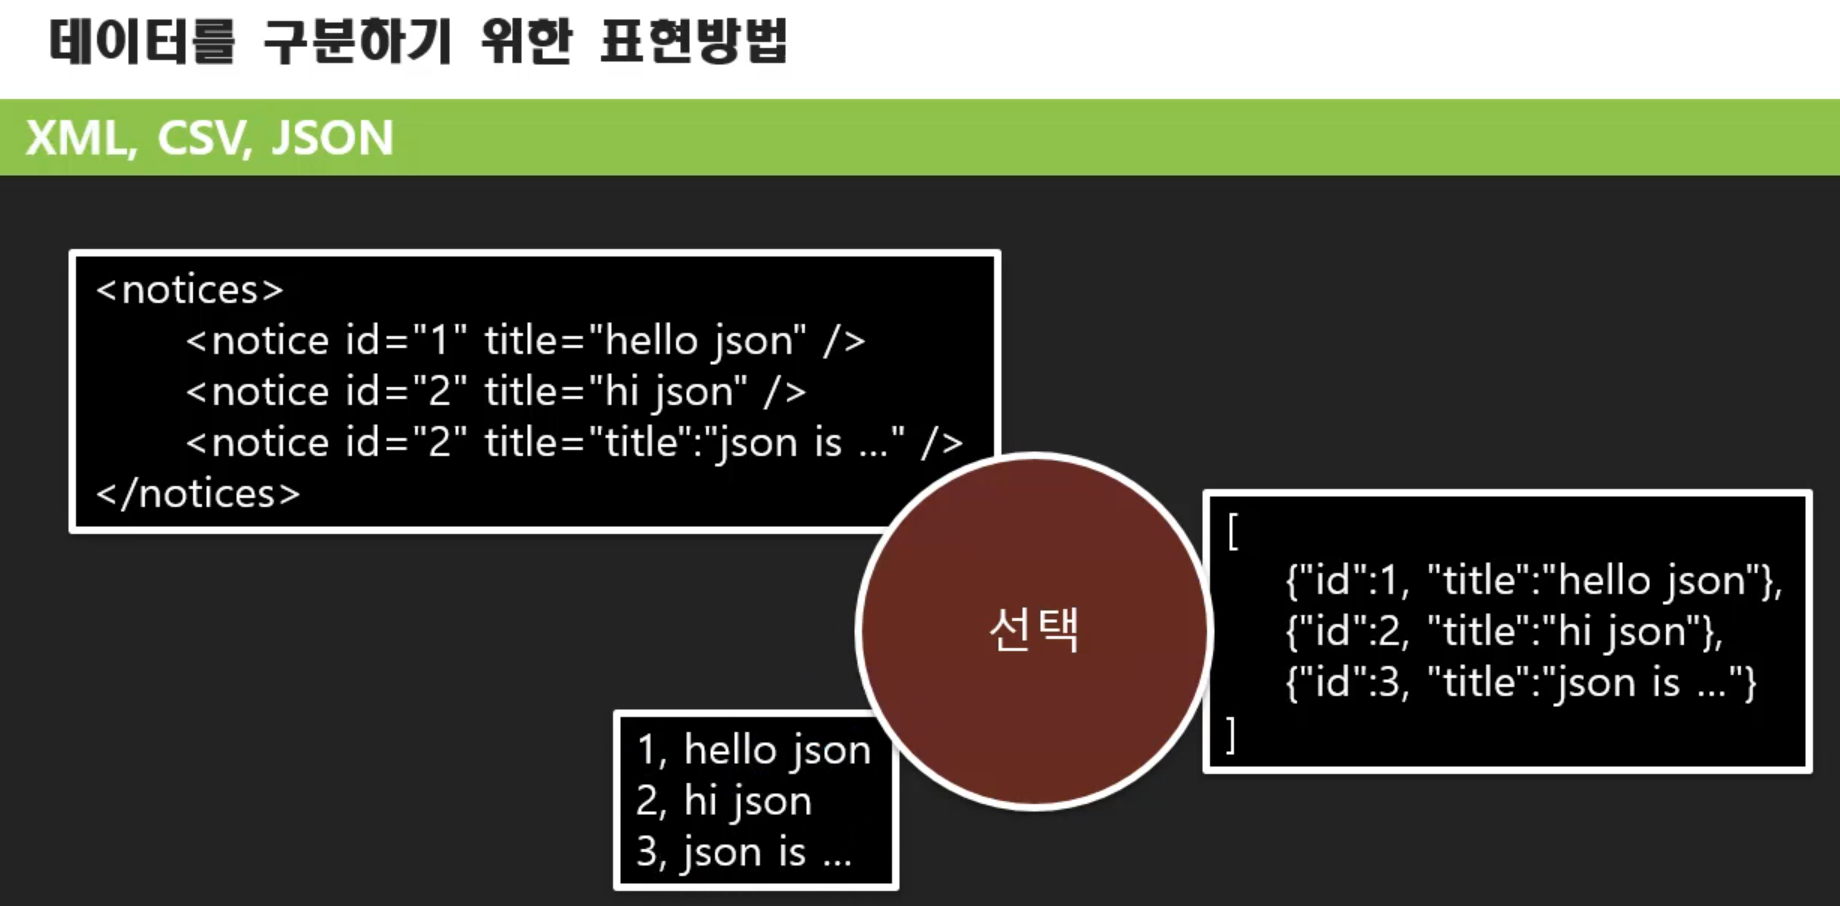 데이터를 구분하기 위한 표현방법
XML, CSV, JSON
<notices>
<notice id="1" title="hello json" />
<notice id="2" title="hi json" />
<notice id="2" title="title":"json is ..." />
</notices>
선택
[
{"id":1, "title":"hello json"},
{"id":2, "title":"hi json"},
{"id":3, "title":"json is ..."}
]
1, hello json
2, hi json
3, json is ...